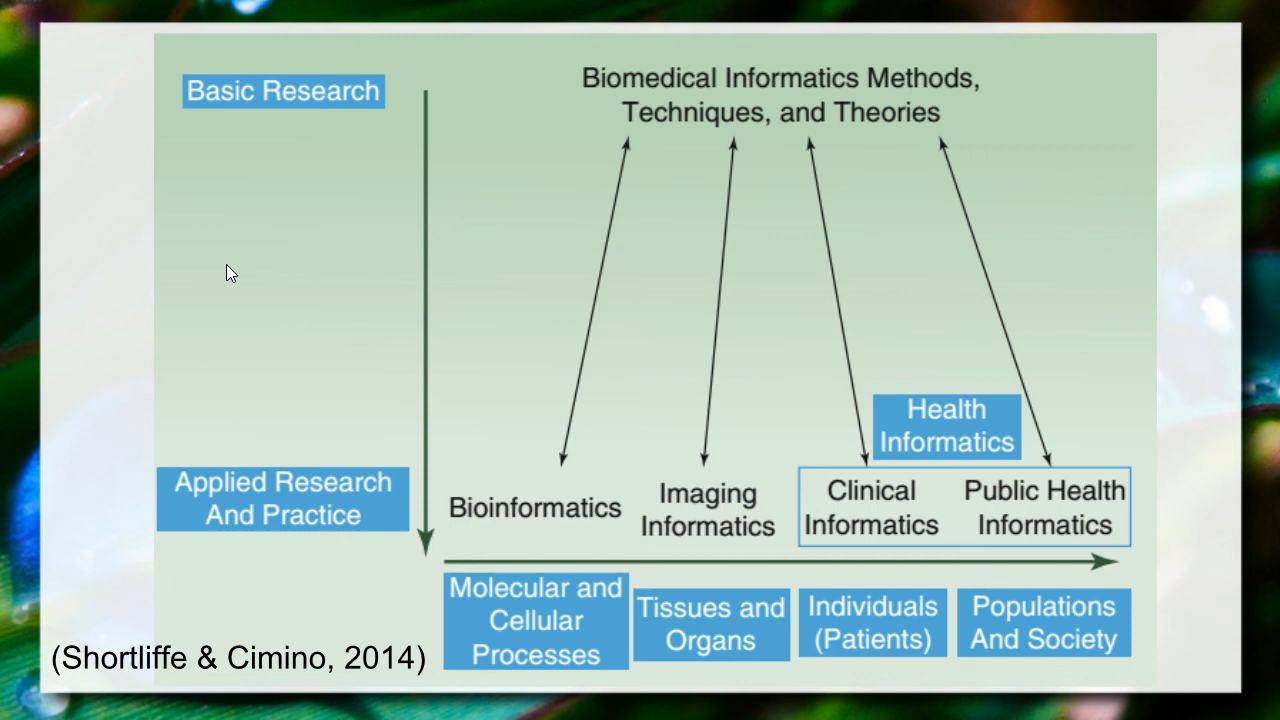 Basic Research
Biomedical Informatics Methods,
Techniques, and Theories
Health
Informatics
Applied Research
And Practice
Bioinformatics
Imaging
Informatics
Clinical
Informatics
Public Health
Informatics
Molecular and
Cellular
Processes
Tissues and
Organs
Individuals
(Patients)
Populations
And Society
(Shortliffe & Cimino, 2014)